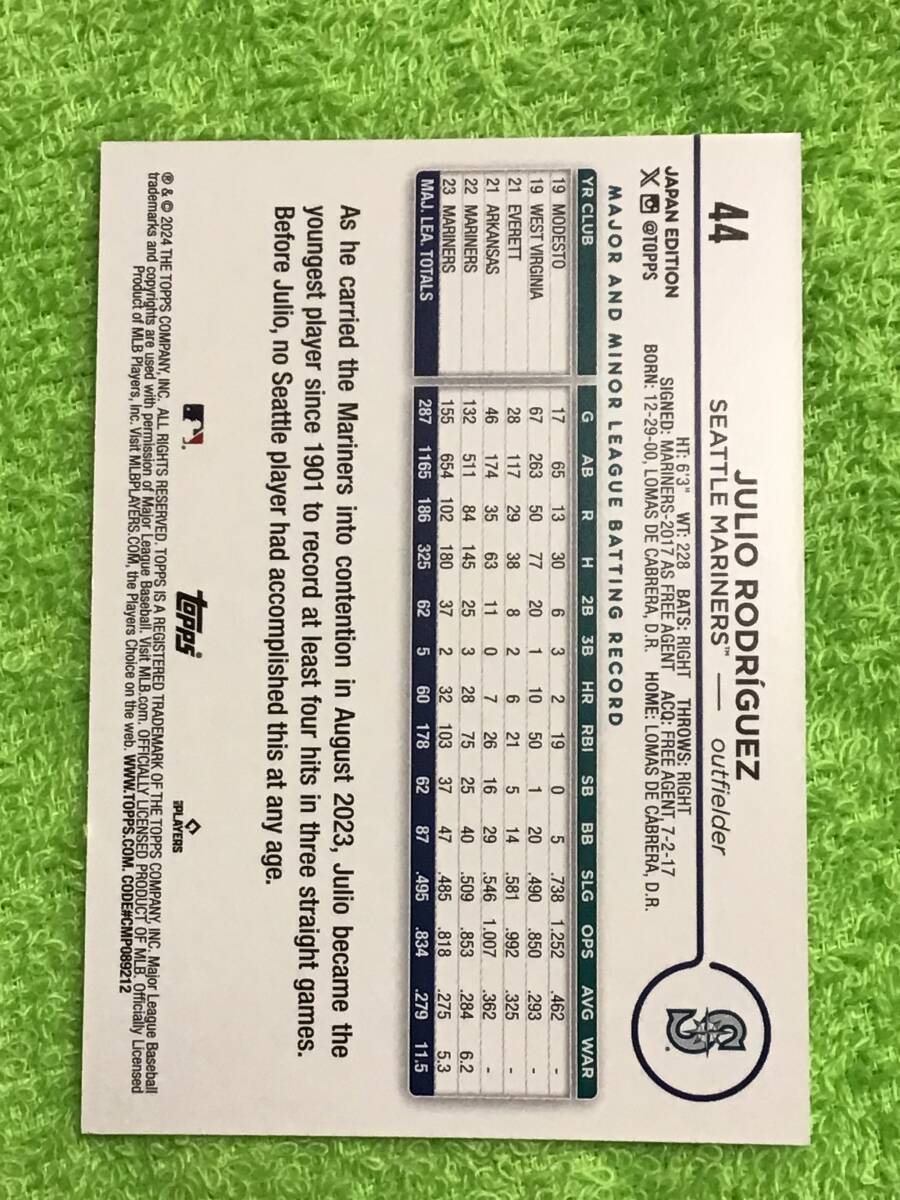 44
JULIO RODRÍGUEZ
SEATTLE MARINERS™ — outfielder
JAPAN EDITION
X @TOPPS
HT: 6'3" WT: 228 BATS: RIGHT THROWS: RIGHT
SIGNED: MARINERS-2017 AS FREE AGENT ACQ: FREE AGENT, 7-2-17
BORN: 12-29-00, LOMAS DE CABRERA, D.R. HOME: LOMAS DE CABRERA, D.R.
S
MAJOR AND MINOR LEAGUE BATTING RECORD
YR CLUB G AB R H 2B 3B HR RBI SB BB SLG OPS AVG WAR
19 MODESTO 17 65 13 30 6 3 2 19 0 5 .738 1.252 .462 -
19 WEST VIRGINIA 67 263 50 77 20 1 10 50 1 20 .490 .850 .293 -
21 EVERETT 28 117 29 38 8 2 6 21 5 14 .581 .992 .325 -
21 ARKANSAS 46 174 35 63 11 0 7 26 16 29 .546 1.007 .362 -
22 MARINERS 132 511 84 145 25 3 28 75 25 40 .509 .853 .284 6.2
23 MARINERS 155 654 102 180 37 2 32 103 37 47 .485 .818 .275 5.3
MAJ. LEA. TOTALS 287 1165 186 325 62 5 60 178 62 87 .495 .834 .279 11.5
As he carried the Mariners into contention in August 2023, Julio became the
youngest player since 1901 to record at least four hits in three straight games.
Before Julio, no Seattle player had accomplished this at any age.
topps®
PLAYERS
® & © 2024 THE TOPPS COMPANY, INC. ALL RIGHTS RESERVED. TOPPS IS A REGISTERED TRADEMARK OF THE TOPPS COMPANY, INC. Major League Baseball
trademarks and copyrights are used with permission of Major League Baseball. Visit MLB.com. OFFICIALLY LICENSED PRODUCT OF MLB. Officially Licensed
Product of MLB Players, Inc. Visit MLBPLAYERS.COM, the Players Choice on the web. WWW.TOPPS.COM. CODE#CMP089212